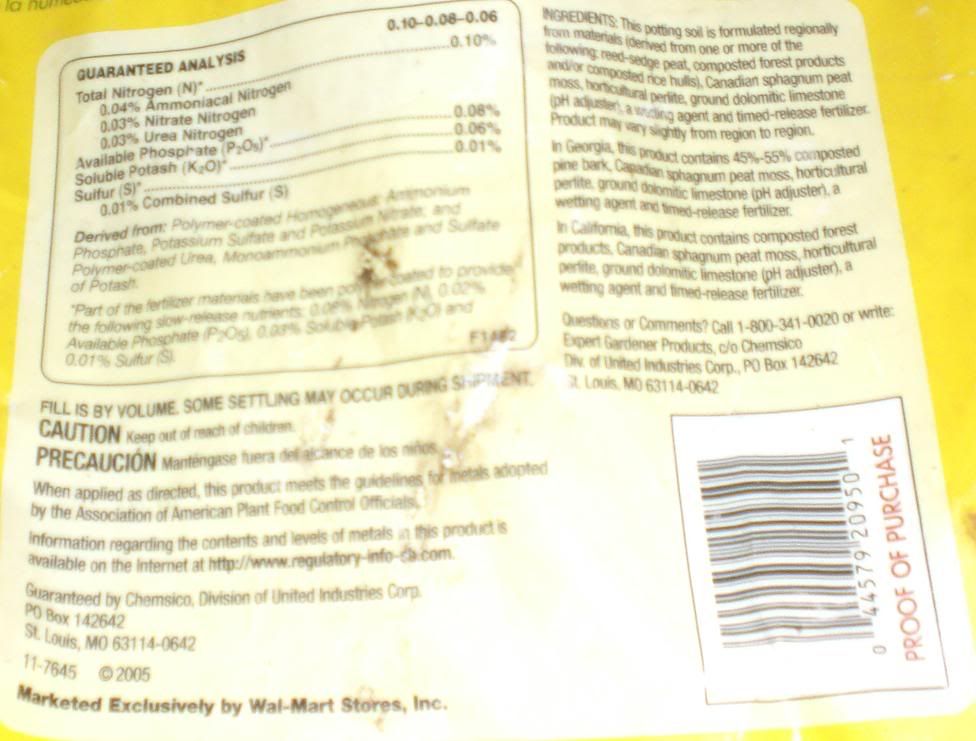 la
0.10-0.08-0.06
GUARANTEED ANALYSIS
Total Nitrogen (N)* 0.10%
0.04% Ammoniacal Nitrogen
0.03% Nitrate Nitrogen
0.03% Urea Nitrogen
Available Phosphate (P₂O₅)* 0.08%
Soluble Potash (K₂O)* 0.06%
Sulfur (S)* 0.01%
0.01% Combined Sulfur (S)
Derived from: Polymer-coated Homogeneous Ammonium
Phosphate, Potassium Sulfate and Potassium Nitrate; and
Polymer-coated Urea, Monoammonium Phosphate and Sulfate
of Potash.
*Part of the fertilizer materials have been polymer-coated to provide
the following slow-release nutrients: 0.08% Nitrogen (N), 0.02%
Available Phosphate (P₂O₅), 0.03% Soluble Potash (K₂O) and
0.01% Sulfur (S).
FILL IS BY VOLUME. SOME SETTLING MAY OCCUR DURING SHIPMENT.
CAUTION Keep out of reach of children.
PRECAUCIÓN Manténgase fuera del alcance de los niños.
When applied as directed, this product meets the guidelines for metals adopted
by the Association of American Plant Food Control Officials.
Information regarding the contents and levels of metals in this product is
available on the Internet at http://www.regulatory-info-cb.com.
Guaranteed by Chemsico, Division of United Industries Corp.
PO Box 142642
St. Louis, MO 63114-0642
11-7645 ©2005
Marketed Exclusively by Wal-Mart Stores, Inc.
INGREDIENTS: This potting soil is formulated regionally
from materials (derived from one or more of the
following: reed-sedge peat, composted forest products
and/or composted rice hulls), Canadian sphagnum peat
moss, horticultural perlite, ground dolomitic limestone
(pH adjuster), a wetting agent and timed-release fertilizer.
Product may vary slightly from region to region.
In Georgia, this product contains 45%-55% composted
pine bark, Canadian sphagnum peat moss, horticultural
perlite, ground dolomitic limestone (pH adjuster), a
wetting agent and timed-release fertilizer.
In California, this product contains composted forest
products, Canadian sphagnum peat moss, horticultural
perlite, ground dolomitic limestone (pH adjuster), a
wetting agent and timed-release fertilizer.
Questions or Comments? Call 1-800-341-0020 or write:
Expert Gardener Products, c/o Chemsico
Div. of United Industries Corp., PO Box 142642
St. Louis, MO 63114-0642
0 44579 20950 1
PROOF OF PURCHASE